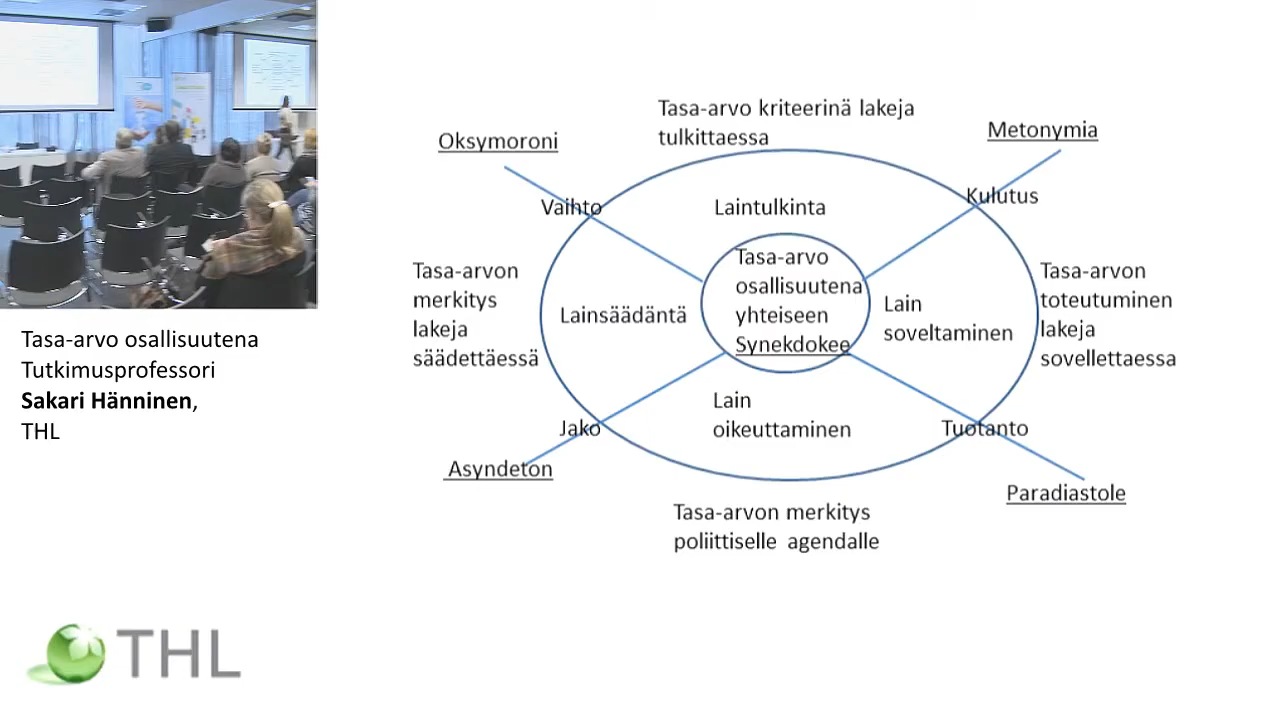 Tasa-arvo osallisuutena
Tutkimusprofessori
Sakari Hänninen,
THL
THL
Tasa-arvo kriteerinä lakeja
tulkittaessa
Oksymoroni
Metonymia
Vaihto
Laintulkinta
Kulutus
Tasa-arvon
merkitys
lakeja
säädettäessä
Lainsäädäntä
Tasa-arvo
osallisuutena
yhteiseen
Synekdokee
Lain
soveltaminen
Tasa-arvon
toteutuminen
lakeja
sovellettaessa
Lain
oikeuttaminen
Jako
Tuotanto
Asyndeton
Paradiastole
Tasa-arvon merkitys
poliittiselle agendalle